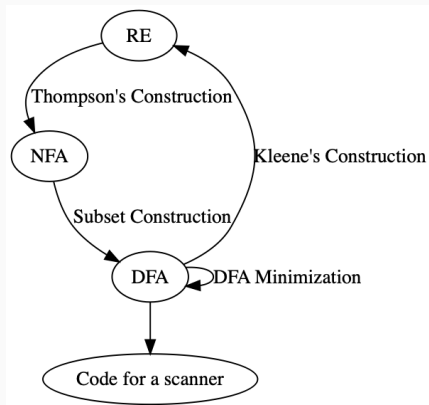 RE
Thompson's Construction
NFA
Kleene's Construction
Subset Construction
DFA
DFA Minimization
Code for a scanner